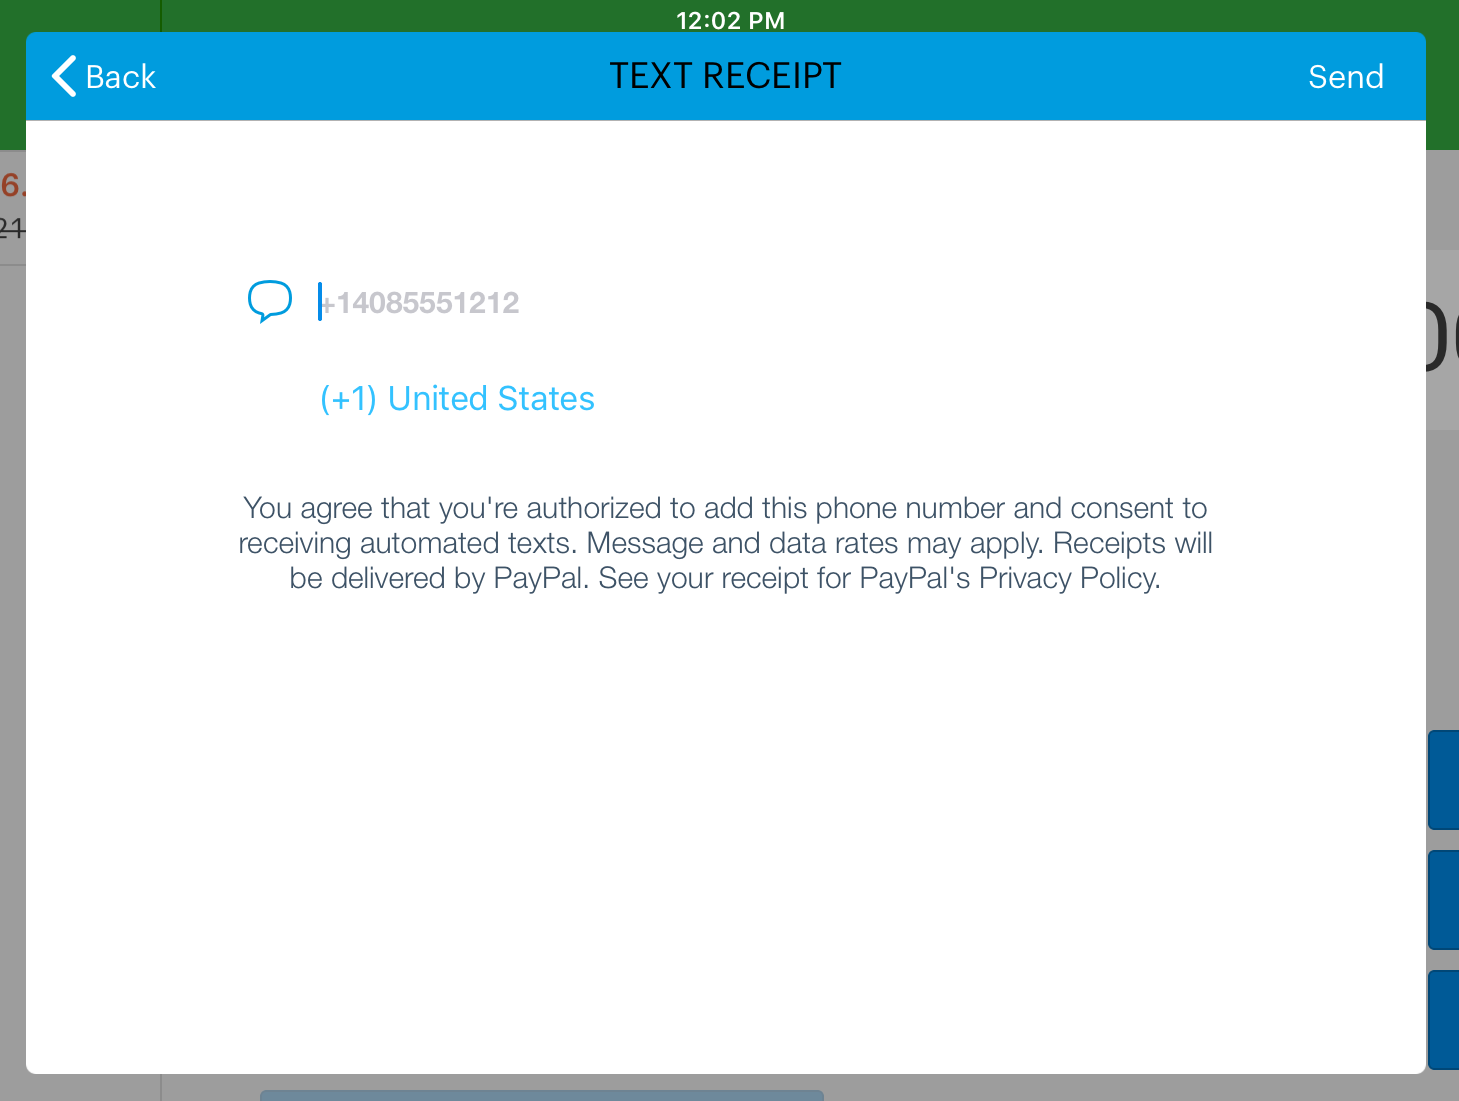 12:02 PM
Back
TEXT RECEIPT
Send
6.
21
+14085551212
(+1) United States
You agree that you're authorized to add this phone number and consent to
receiving automated texts. Message and data rates may apply. Receipts will
be delivered by PayPal. See your receipt for PayPal's Privacy Policy.